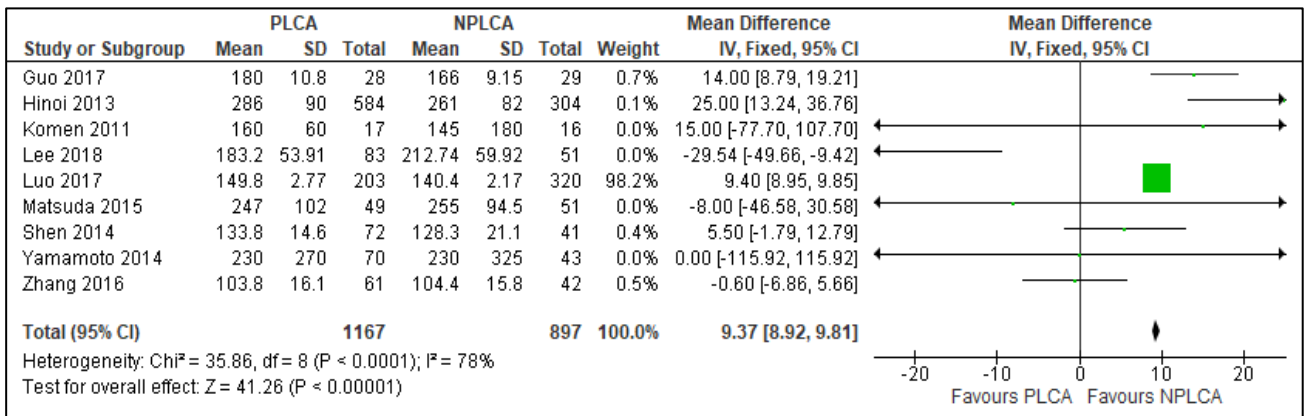 PLCA NPLCA Mean Difference Mean Difference
Study or Subgroup Mean SD Total Mean SD Total Weight IV, Fixed, 95% CI IV, Fixed, 95% CI
Guo 2017 180 10.8 28 166 9.15 29 0.7% 14.00 [8.79, 19.21]
Hinoi 2013 286 90 584 261 82 304 0.1% 25.00 [13.24, 36.76]
Komen 2011 160 60 17 145 180 16 0.0% 15.00 [-77.70, 107.70]
Lee 2018 183.2 53.91 83 212.74 59.92 51 0.0% -29.54 [-49.66, -9.42]
Luo 2017 149.8 2.77 203 140.4 2.17 320 98.2% 9.40 [8.95, 9.85]
Matsuda 2015 247 102 49 255 94.5 51 0.0% -8.00 [-46.58, 30.58]
Shen 2014 133.8 14.6 72 128.3 21.1 41 0.4% 5.50 [-1.79, 12.79]
Yamamoto 2014 230 270 70 230 325 43 0.0% 0.00 [-115.92, 115.92]
Zhang 2016 103.8 16.1 61 104.4 15.8 42 0.5% -0.60 [-6.86, 5.66]
Total (95% CI) 1167 897 100.0% 9.37 [8.92, 9.81]
Heterogeneity: Chi² = 35.86, df = 8 (P < 0.0001); I² = 78%
Test for overall effect: Z = 41.26 (P < 0.00001)
-20 -10 0 10 20
Favours PLCA Favours NPLCA